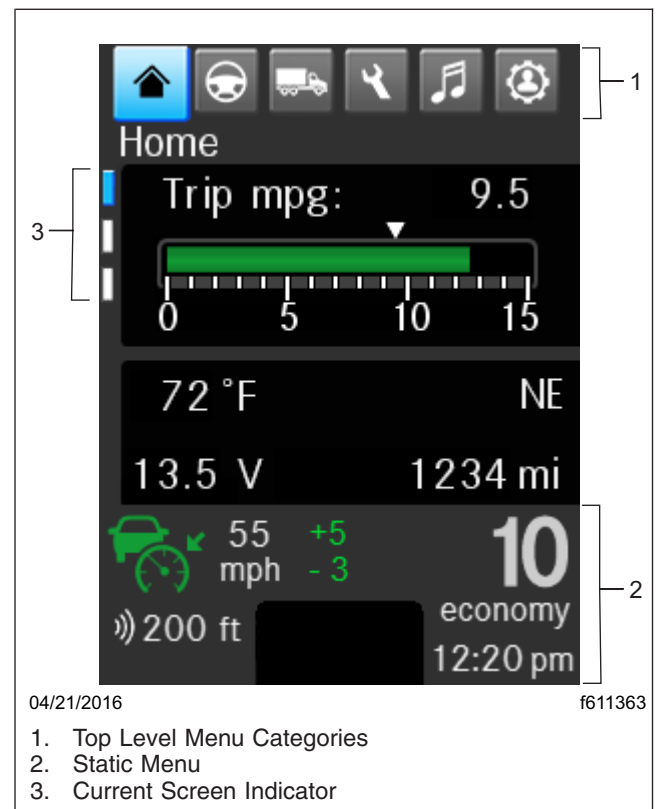 1
Home
3
Trip mpg: 9.5
0 5 10 15
72 °F NE
13.5 V 1234 mi
55 +5 10
mph - 3
2
200 ft economy
12:20 pm
04/21/2016 f611363
1. Top Level Menu Categories
2. Static Menu
3. Current Screen Indicator